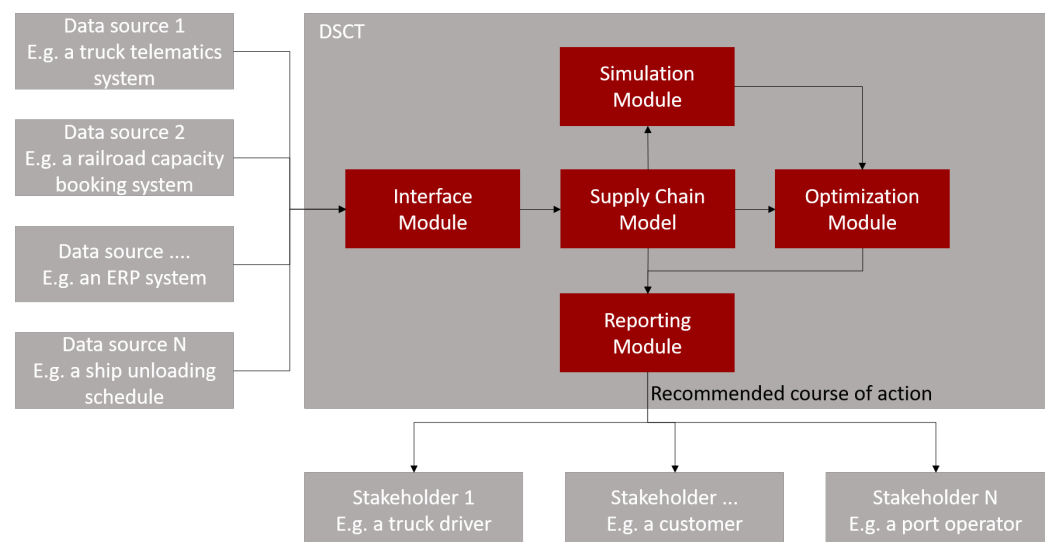 Data source 1
E.g. a truck telematics
system
Data source 2
E.g. a railroad capacity
booking system
Data source ....
E.g. an ERP system
Data source N
E.g. a ship unloading
schedule
DSCT
Simulation
Module
Interface
Module
Supply Chain
Model
Optimization
Module
Reporting
Module
Recommended course of action
Stakeholder 1
E.g. a truck driver
Stakeholder ...
E.g. a customer
Stakeholder N
E.g. a port operator